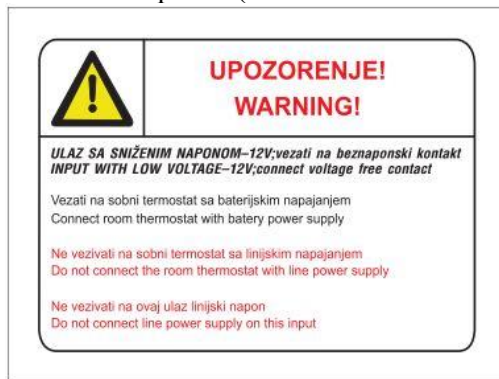 UPOZORENJE!
WARNING!
ULAZ SA SNIŽENIM NAPONOM–12V;vezati na beznaponski kontakt
INPUT WITH LOW VOLTAGE–12V;connect voltage free contact
Vezati na sobni termostat sa baterijskim napajanjem
Connect room thermostat with batery power supply
Ne vezivati na sobni termostat sa linijskim napajanjem
Do not connect the room thermostat with line power supply
Ne vezivati na ovaj ulaz linijski napon
Do not connect line power supply on this input